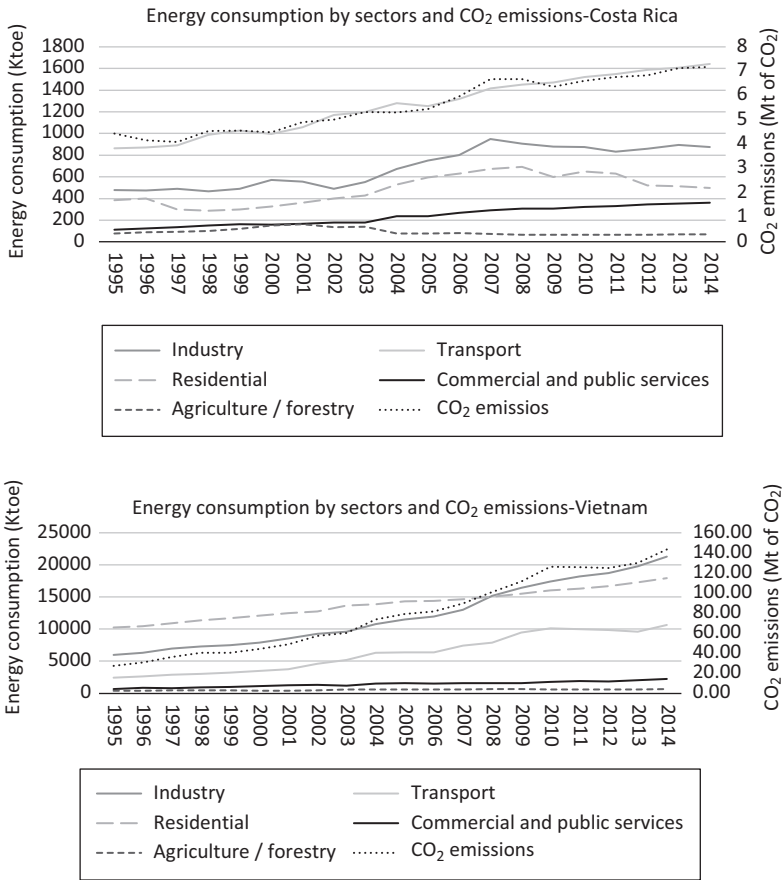 Energy consumption by sectors and CO₂ emissions-Costa Rica
Energy consumption (Ktoe)
1800
1600
1400
1200
1000
800
600
400
200
0
8
7
6
5
4
3
2
1
0
CO₂ emissions (Mt of CO₂)
1995 1996 1997 1998 1999 2000 2001 2002 2003 2004 2005 2006 2007 2008 2009 2010 2011 2012 2013 2014
Industry Transport
Residential Commercial and public services
Agriculture / forestry CO₂ emissios
Energy consumption by sectors and CO₂ emissions-Vietnam
Energy consumption (Ktoe)
25000
20000
15000
10000
5000
0
160.00
140.00
120.00
100.00
80.00
60.00
40.00
20.00
0.00
CO₂ emissions (Mt of CO₂)
1995 1996 1997 1998 1999 2000 2001 2002 2003 2004 2005 2006 2007 2008 2009 2010 2011 2012 2013 2014
Industry Transport
Residential Commercial and public services
Agriculture / forestry CO₂ emissions